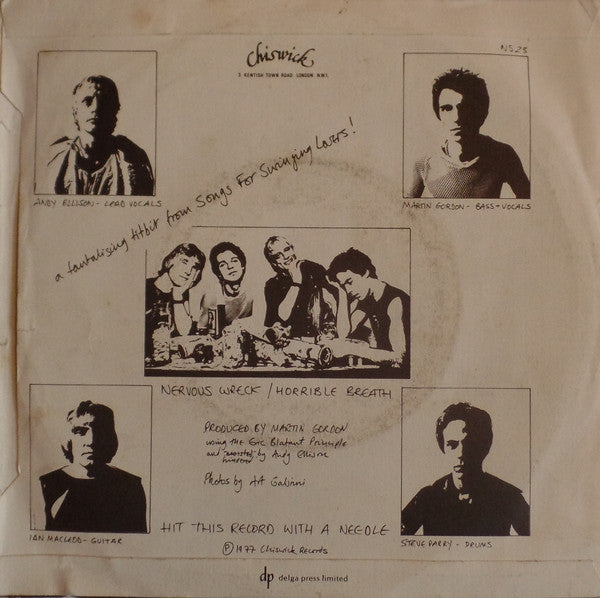 Chiswick
3, KENTISH TOWN ROAD. LONDON. N.W.1.
NS 25
ANDY ELLISON - LEAD VOCALS
MARTIN GORDON - BASS + VOCALS
a tantalising titbit from SONGS FOR Swinging Lovers!
NERVOUS WRECK / HORRIBLE BREATH
PRODUCED BY MARTIN GORDON
using THE Eric Blatant Principle
and "assisted" by Andy Ellison
Photos by Art
HIT THIS RECORD WITH A NEEDLE
IAN MACLEOD - GUITAR
STEVE PARRY - DRUMS
Ⓟ 1977 Chiswick Records
dp delga press limited